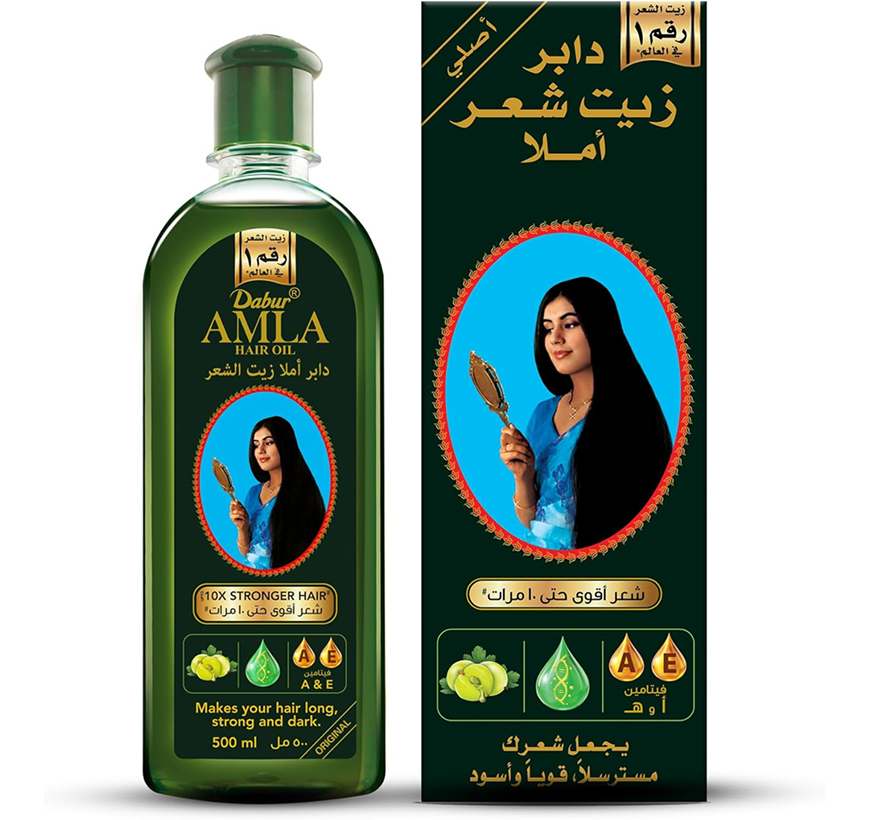 زيت الشعر
رقم ١
في العالم*
Dabur®
AMLA
HAIR OIL
دابر أملا زيت الشعر
10X STRONGER HAIR#
شعر أقوى حتى ١٠ مرات#
A E
فيتامين
A & E
Makes your hair long,
strong and dark.
500 ml ٥٠٠ مل
ORIGINAL
أصلي
زيت الشعر
رقم ١
في العالم*
دابر
زيت شعر
أملا
شعر أقوى حتى ١٠ مرات#
A E
فيتامين
أ و هـ
يجعل شعرك
مسترسلاً، قوياً وأسود